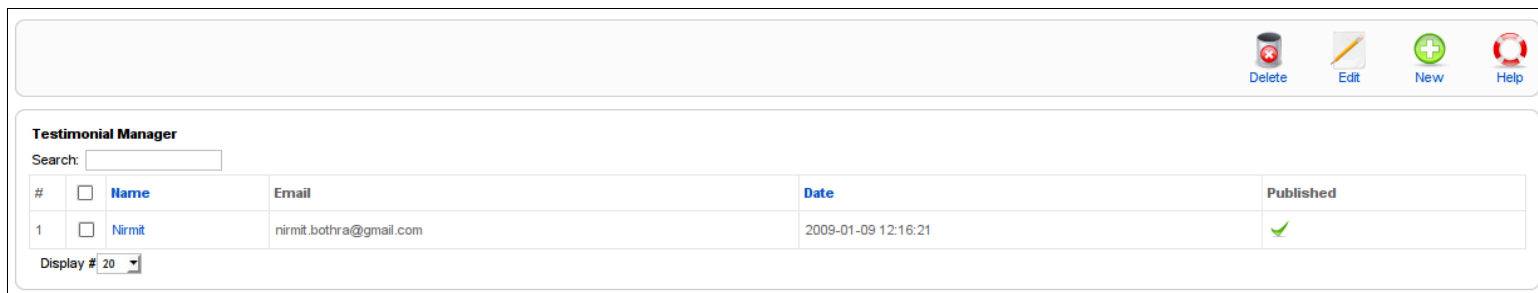 Delete Edit New Help
Testimonial Manager
Search:
# Name Email Date Published
1 Nirmit nirmit.bothra@gmail.com 2009-01-09 12:16:21
Display # 20